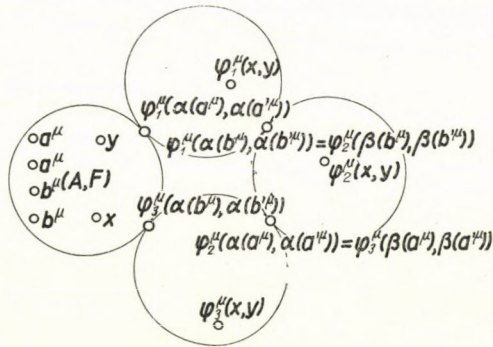 φ₁^μ(x,y)
φ₁^μ(α(a^μ),α(a'^μ))
φ₁^μ(α(b^μ),α(b'^μ))=φ₂^μ(β(b^μ),β(b'^μ))
a^μ y
φ₂^μ(x,y)
a^μ
b^μ(A,F)
φ₃^μ(α(b^μ),α(b'^μ))
b^μ x
φ₂^μ(α(a^μ),α(a'^μ))=φ₃^μ(β(a^μ),β(a'^μ))
φ₃^μ(x,y)